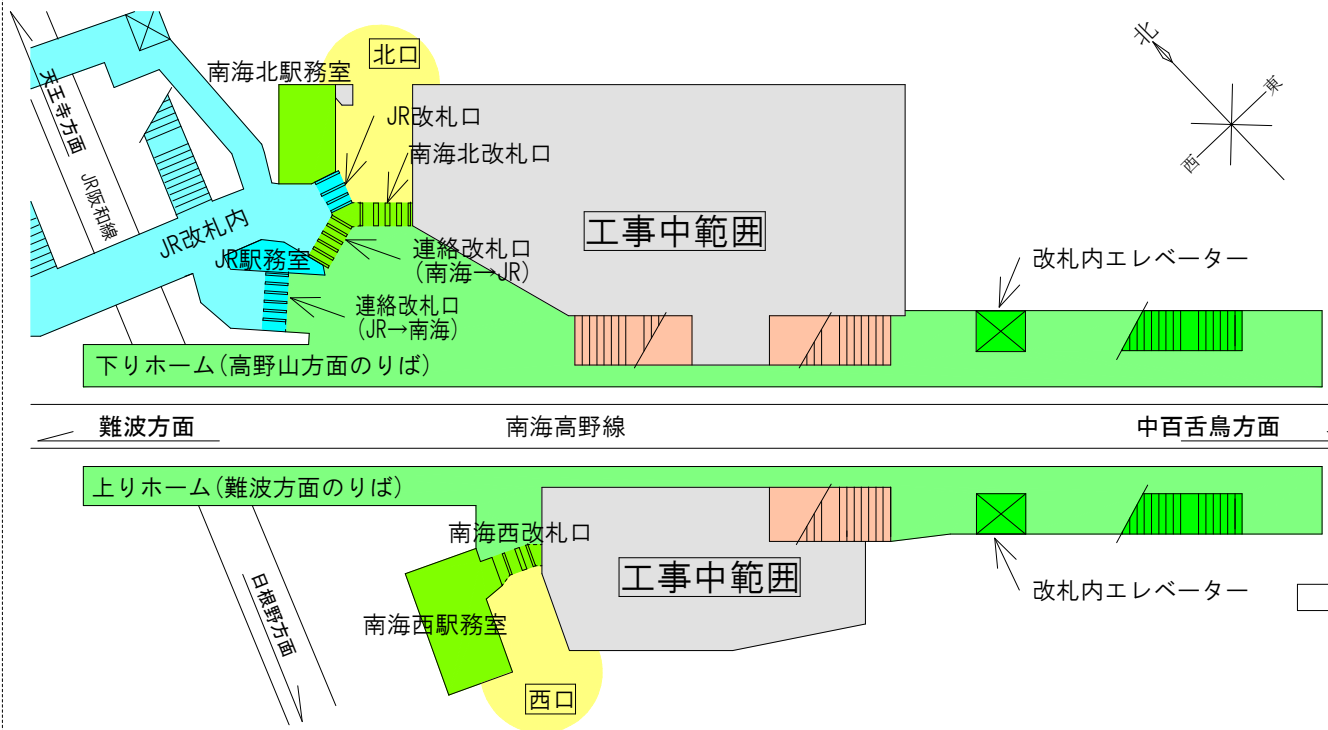 北口
北
南海北駅務室
天王寺方面
JR阪和線
JR改札口
東
西
南海北改札口
JR改札内
工事中範囲
JR駅務室
連絡改札口
(南海→JR)
改札内エレベーター
連絡改札口
(JR→南海)
下りホーム(高野山方面のりば)
難波方面
南海高野線
中百舌鳥方面
上りホーム(難波方面のりば)
南海西改札口
工事中範囲
日根野方面
改札内エレベーター
南海西駅務室
西口